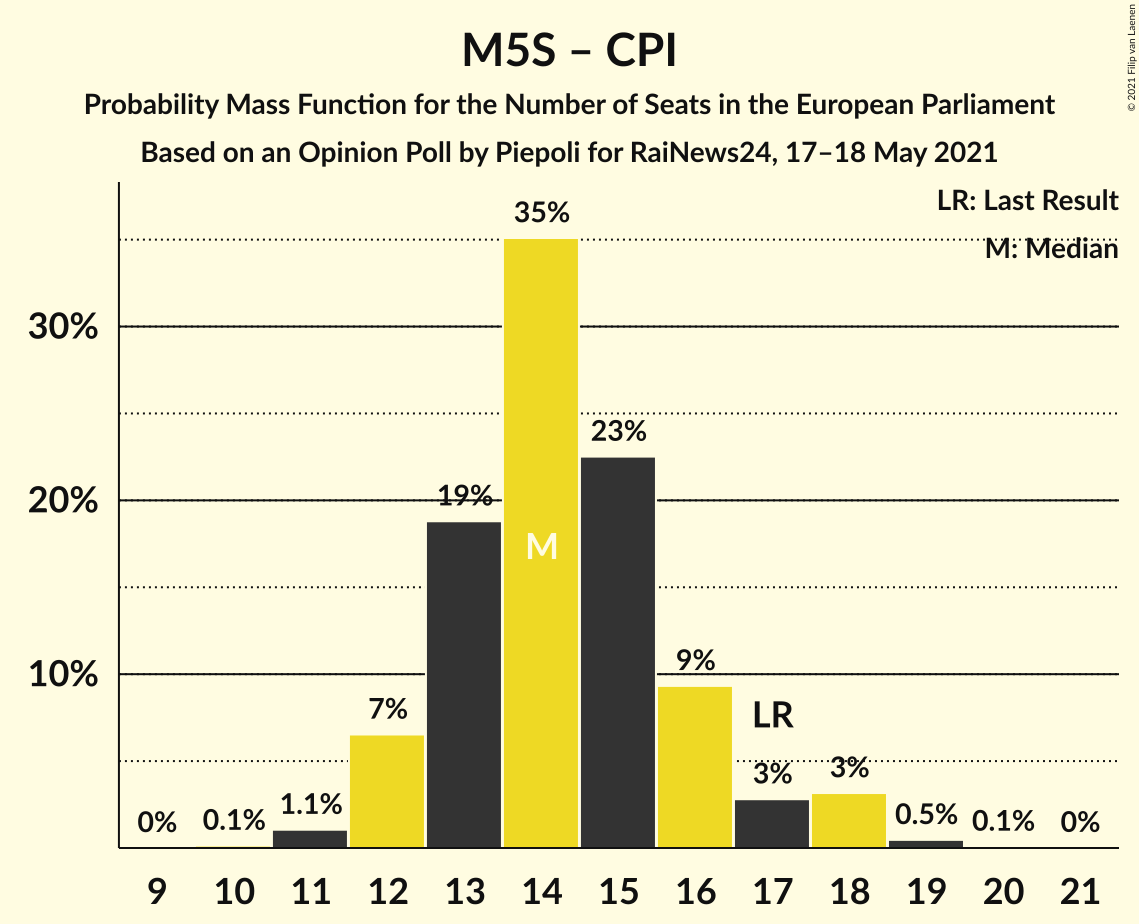 M5S – CPI
Probability Mass Function for the Number of Seats in the European Parliament
Based on an Opinion Poll by Piepoli for RaiNews24, 17–18 May 2021
© 2021 Filip van Laenen
LR: Last Result
M: Median
30%
20%
10%
0%
0.1%
1.1%
7%
19%
35%
M
23%
9%
LR
3%
3%
0.5%
0.1%
0%
9 10 11 12 13 14 15 16 17 18 19 20 21